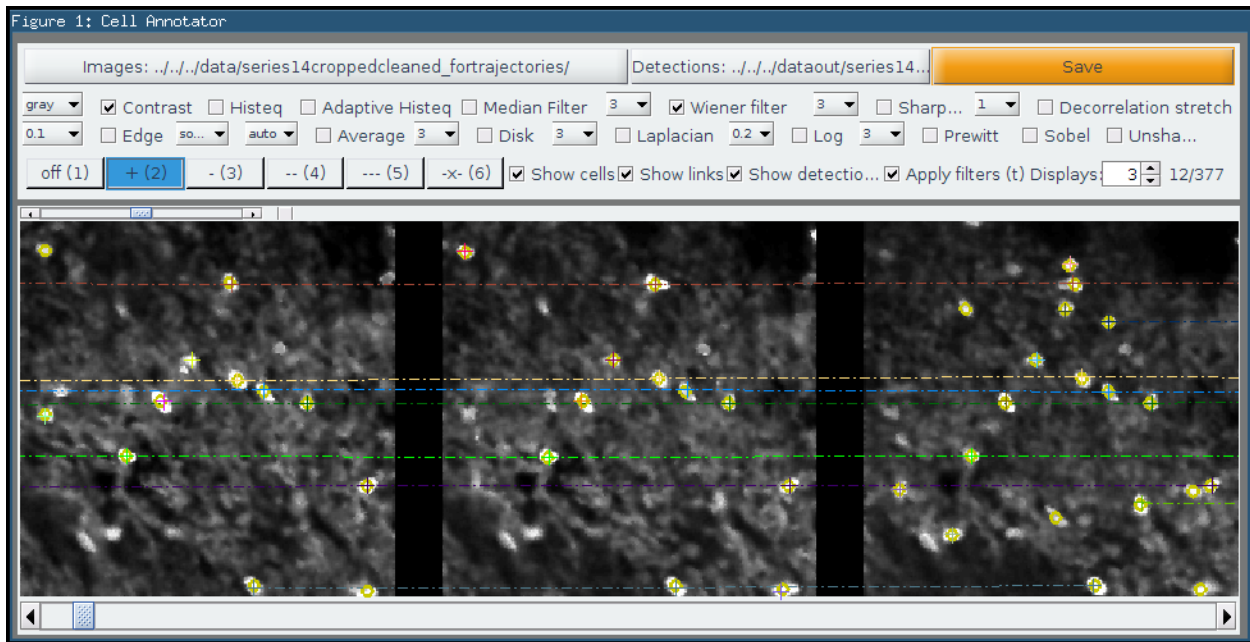 Figure 1: Cell Annotator
Images: ../../../data/series14croppedcleaned_fortrajectories/ Detections: ../../../dataout/series14... Save
gray Contrast Histeq Adaptive Histeq Median Filter 3 Wiener filter 3 Sharp... 1 Decorrelation stretch
0.1 Edge so... auto Average 3 Disk 3 Laplacian 0.2 Log 3 Prewitt Sobel Unsha...
off (1) + (2) - (3) -- (4) --- (5) -x- (6) Show cells Show links Show detectio... Apply filters (t) Displays: 3 12/377